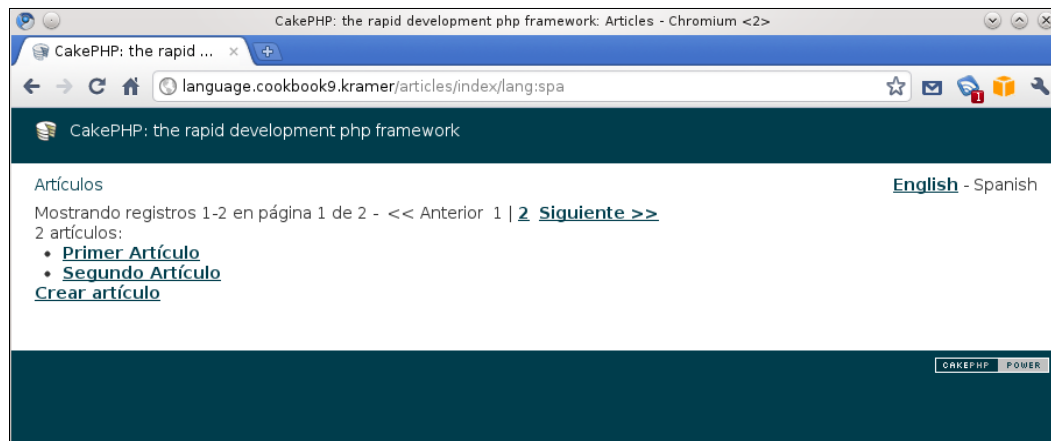 CakePHP: the rapid development php framework: Articles - Chromium <2>
CakePHP: the rapid ...
language.cookbook9.kramer/articles/index/lang:spa
1
CakePHP: the rapid development php framework
Artículos
English - Spanish
Mostrando registros 1-2 en página 1 de 2 - << Anterior 1 | 2 Siguiente >>
2 artículos:
• Primer Artículo
• Segundo Artículo
Crear artículo
CAKEPHP POWER